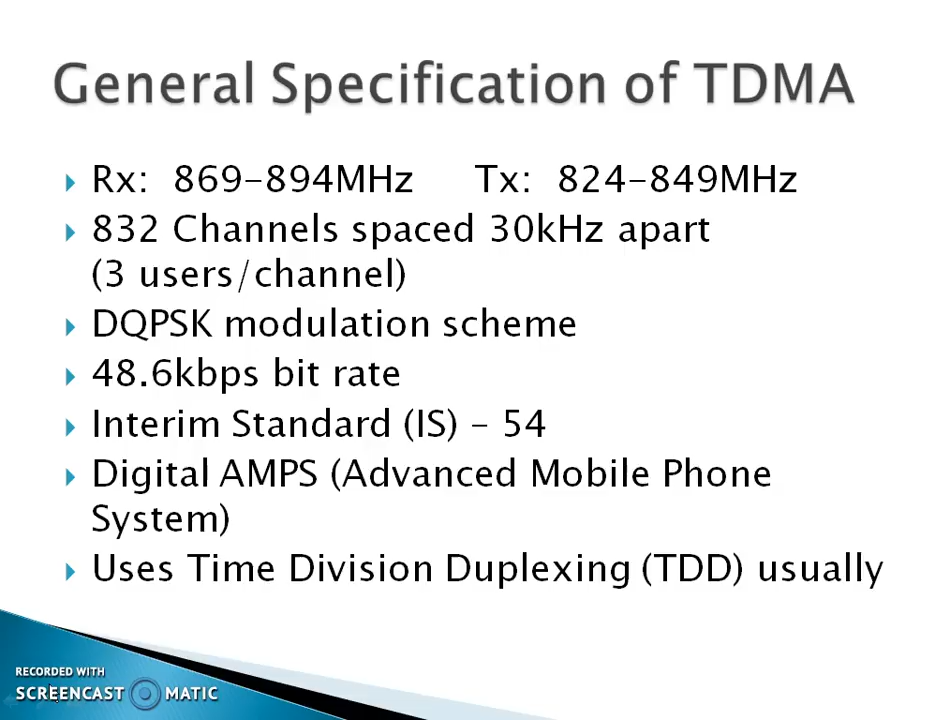 General Specification of TDMA
Rx: 869-894MHz Tx: 824-849MHz
832 Channels spaced 30kHz apart
(3 users/channel)
DQPSK modulation scheme
48.6kbps bit rate
Interim Standard (IS) - 54
Digital AMPS (Advanced Mobile Phone
System)
Uses Time Division Duplexing (TDD) usually
RECORDED WITH
SCREENCAST MATIC